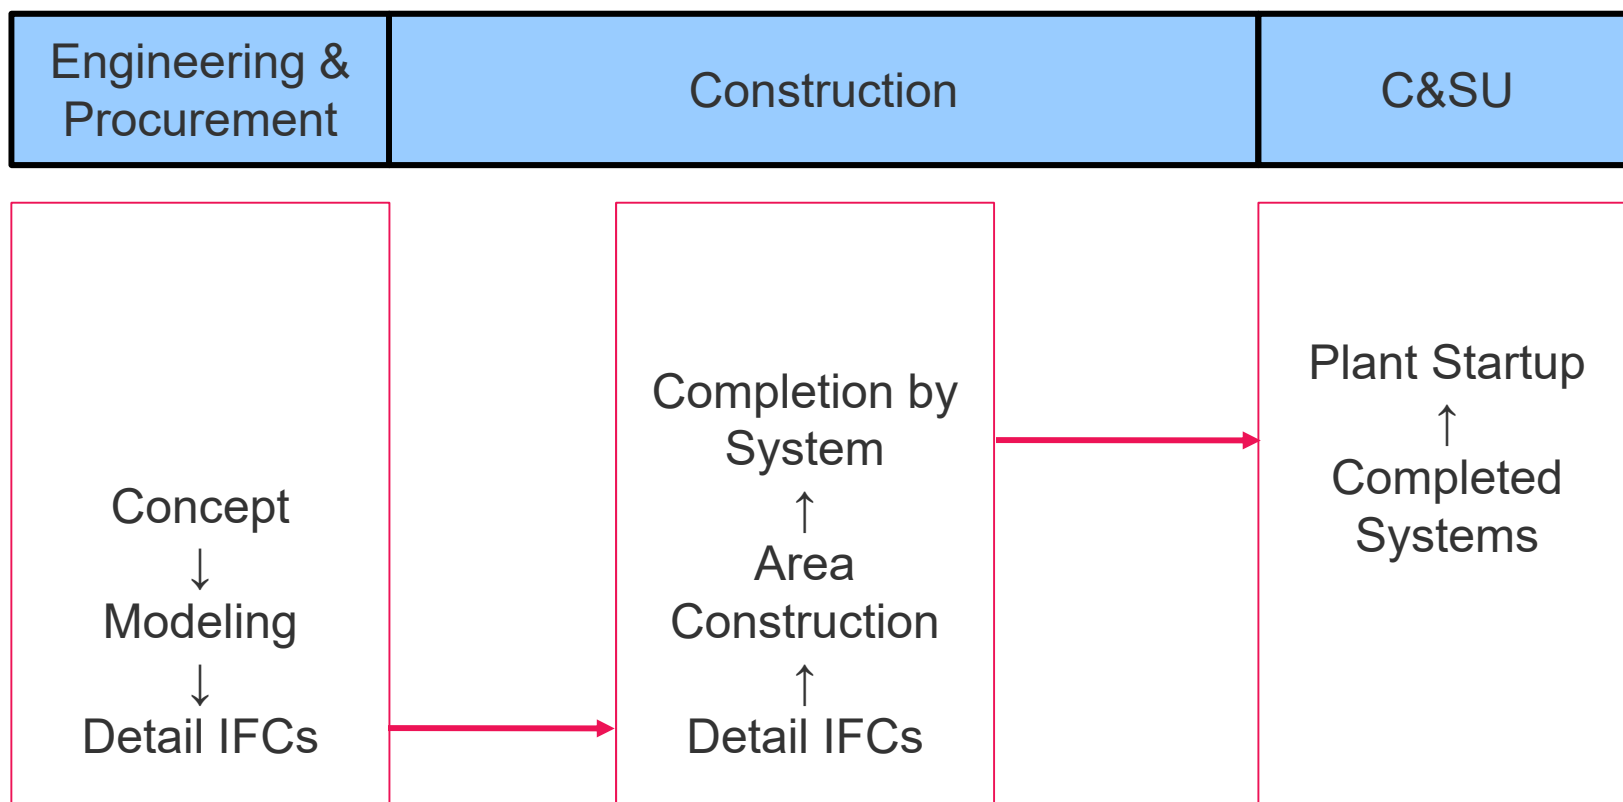 Engineering &
Procurement
Construction
C&SU
Concept
↓
Modeling
↓
Detail IFCs
Completion by
System
↑
Area
Construction
↑
Detail IFCs
Plant Startup
↑
Completed
Systems